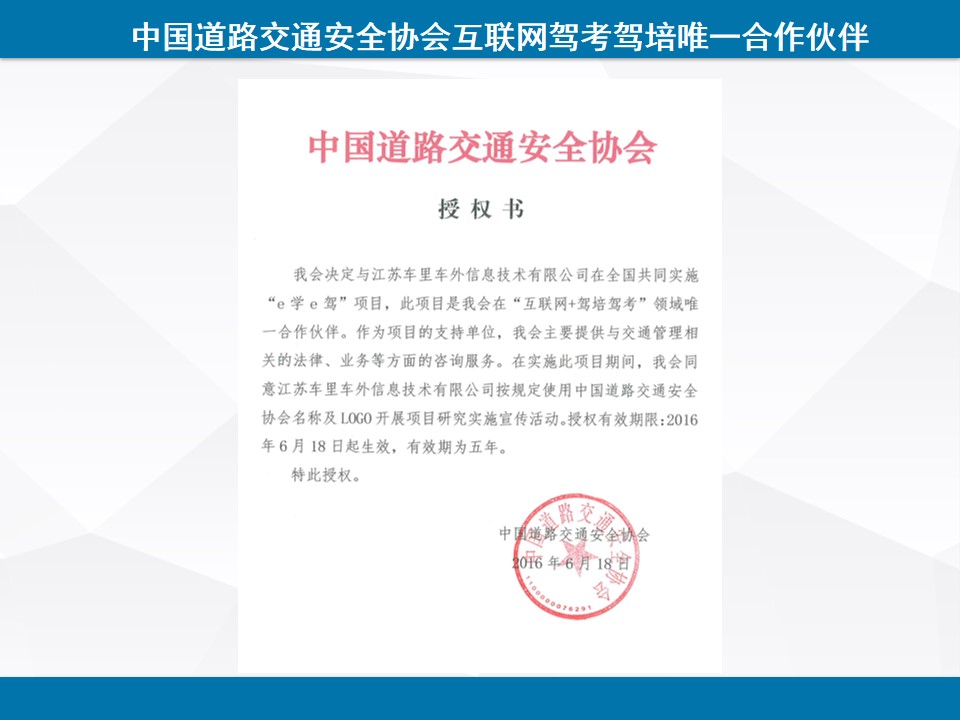 中国道路交通安全协会互联网驾考驾培唯一合作伙伴
中国道路交通安全协会
授权书
我会决定与江苏车里车外信息技术有限公司在全国共同实施
“e学e驾”项目，此项目是我会在“互联网+驾培驾考”领域唯
一合作伙伴。作为项目的支持单位，我会主要提供与交通管理相
关的法律、业务等方面的咨询服务。在实施此项目期间，我会同
意江苏车里车外信息技术有限公司按规定使用中国道路交通安全
协会名称及LOGO开展项目研究实施宣传活动。授权有效期限:2016
年6月18日起生效，有效期为五年。
特此授权。
中国道路交通安全协会
2016年6月18日
中国道路交通安全协会
1100000076291